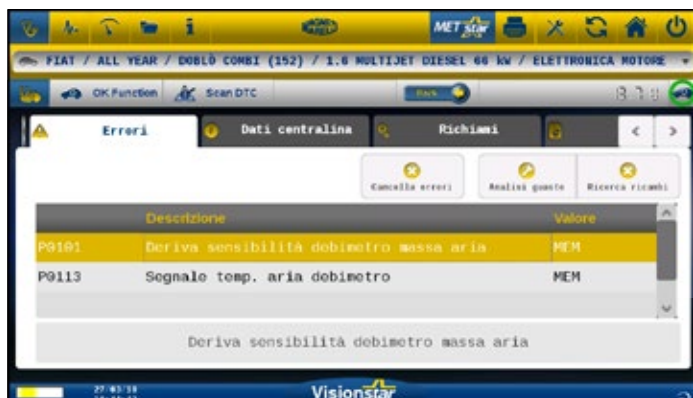 MET star
FIAT / ALL YEAR / DOBLÒ COMBI (152) / 1.6 MULTIJET DIESEL 66 kW / ELETTRONICA MOTORE
OK Function Scan DTC
Errori Dati centralina Richiami
Cancella errori Analisi guasto Ricerca ricambi
Descrizione Valore
P0101 Deriva sensibilità debimetro massa aria MEM
P0113 Segnale temp. aria debimetro MEM
Deriva sensibilità debimetro massa aria
27/03/18
Visionstar